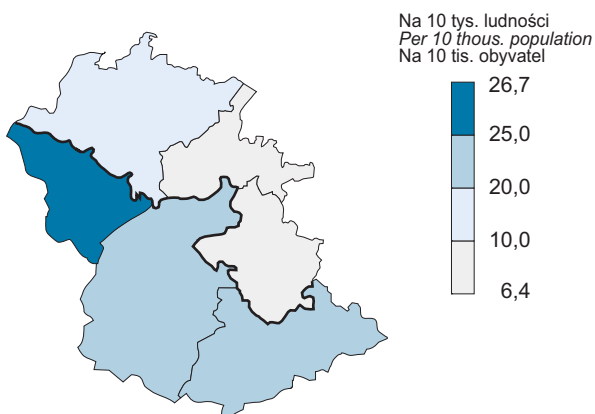 Na 10 tys. ludności
Per 10 thous. population
Na 10 tis. obyvatel
26,7
25,0
20,0
10,0
6,4